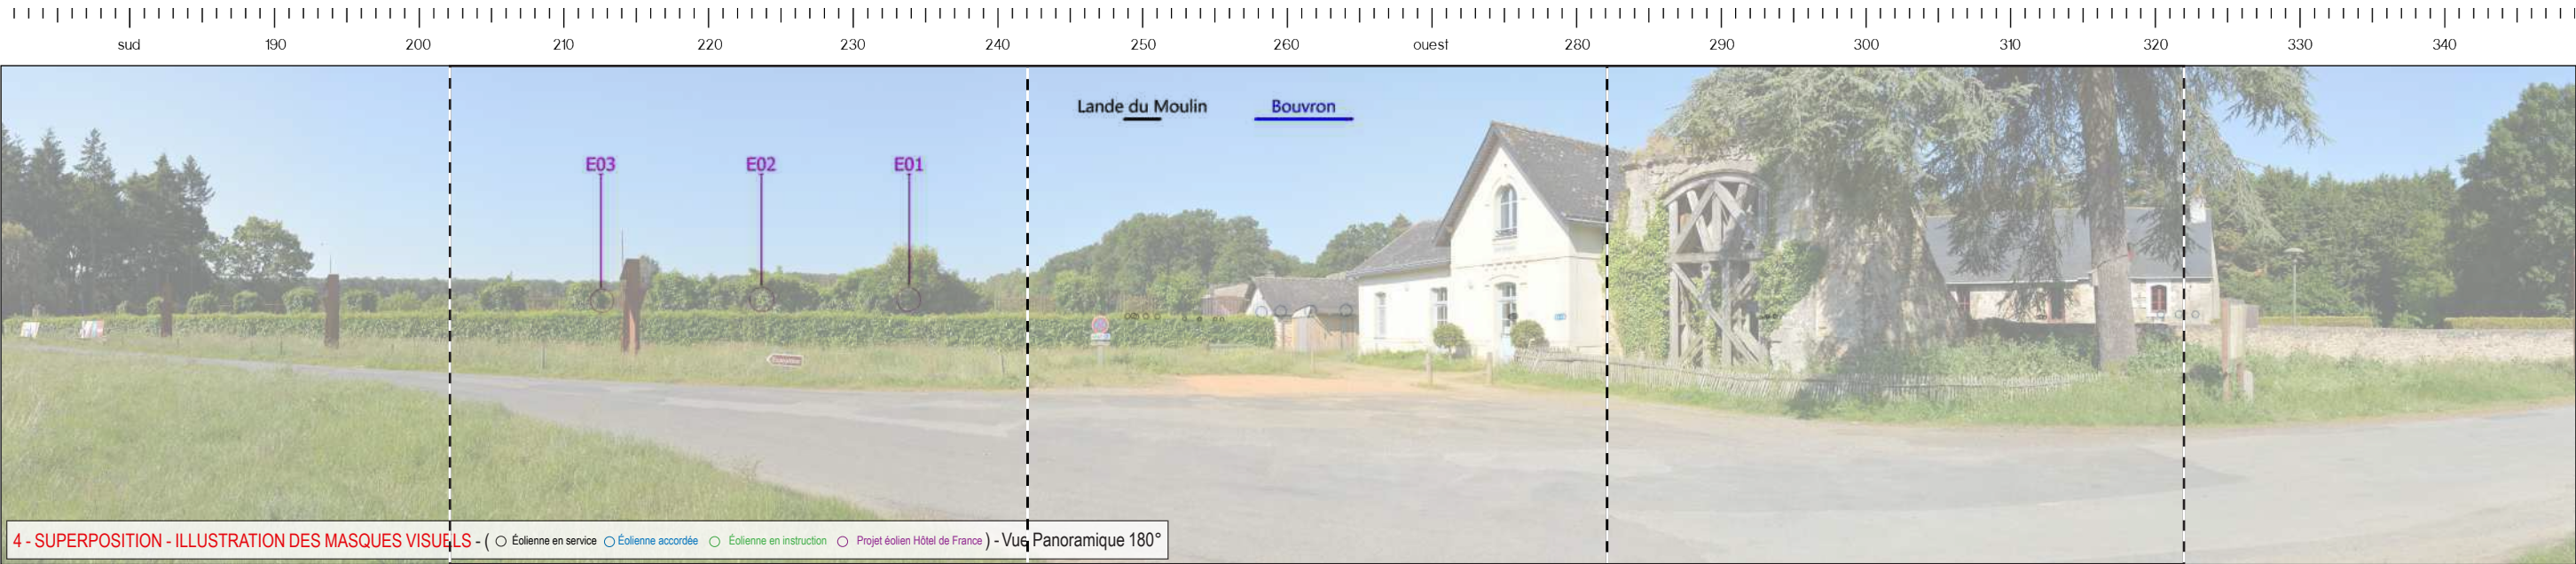 sud 190 200 210 220 230 240 250 260 ouest 280 290 300 310 320 330 340
Lande du Moulin Bouvron
E03 E02 E01
4 - SUPERPOSITION - ILLUSTRATION DES MASQUES VISUELS - ( Éolienne en service Éolienne accordée Éolienne en instruction Projet éolien Hôtel de France ) - Vue Panoramique 180°